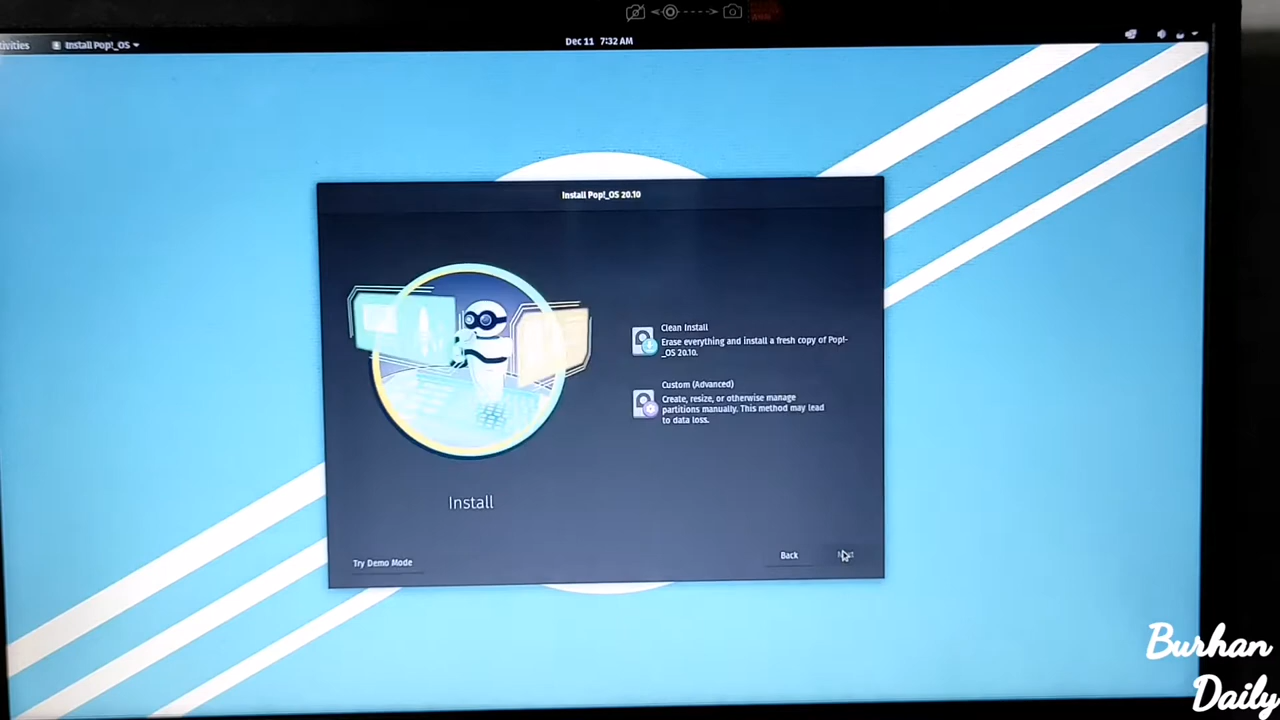 Install Pop!_OS
Dec 11 7:32 AM
Install Pop!_OS 20.10
Clean Install
Erase everything and install a fresh copy of Pop!-
_OS 20.10.
Custom (Advanced)
Create, resize, or otherwise manage
partitions manually. This method may lead
to data loss.
Install
Try Demo Mode
Back
Burhan
Daily